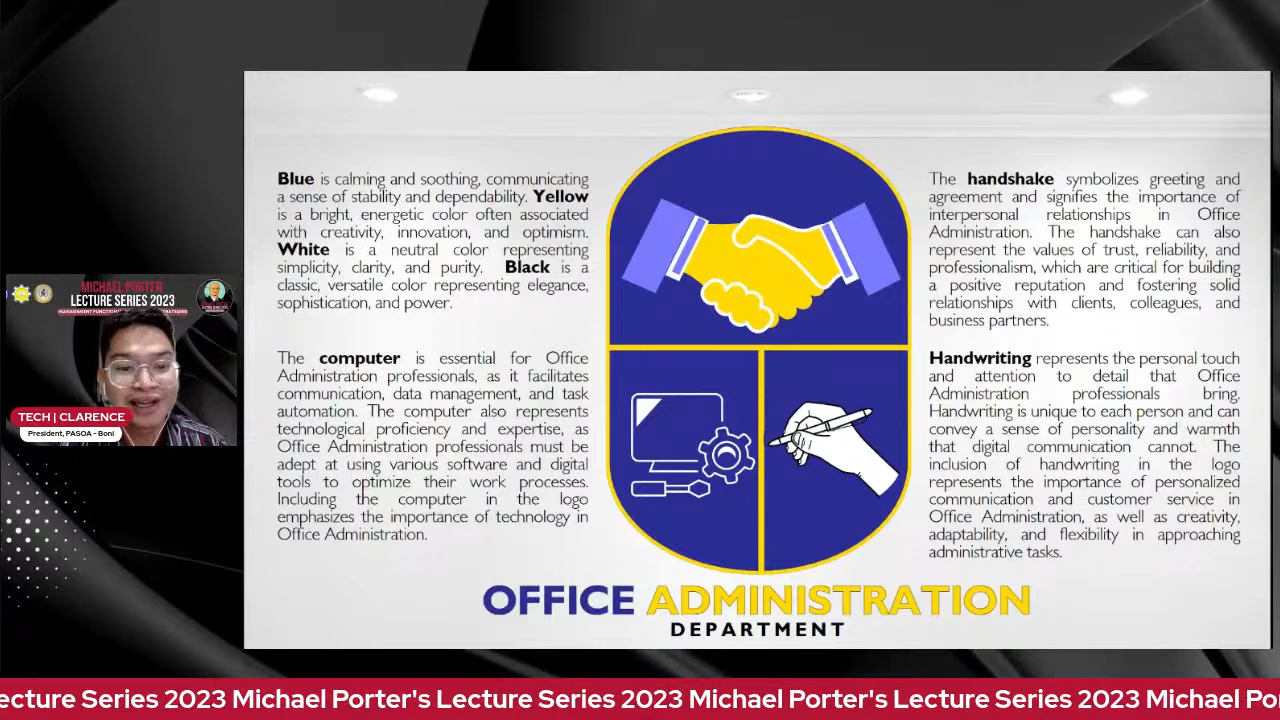 Blue is calming and soothing, communicating
a sense of stability and dependability. Yellow
is a bright, energetic color often associated
with creativity, innovation, and optimism.
White is a neutral color representing
simplicity, clarity, and purity. Black is a
classic, versatile color representing elegance,
sophistication, and power.
The computer is essential for Office
Administration professionals, as it facilitates
communication, data management, and task
automation. The computer also represents
technological proficiency and expertise, as
Office Administration professionals must be
adept at using various software and digital
tools to optimize their work processes.
Including the computer in the logo
emphasizes the importance of technology in
Office Administration.
The handshake symbolizes greeting and
agreement and signifies the importance of
interpersonal relationships in Office
Administration. The handshake can also
represent the values of trust, reliability, and
professionalism, which are critical for building
a positive reputation and fostering solid
relationships with clients, colleagues, and
business partners.
Handwriting represents the personal touch
and attention to detail that Office
Administration professionals bring.
Handwriting is unique to each person and can
convey a sense of personality and warmth
that digital communication cannot. The
inclusion of handwriting in the logo
represents the importance of personalized
communication and customer service in
Office Administration, as well as creativity,
adaptability, and flexibility in approaching
administrative tasks.
OFFICE ADMINISTRATION
DEPARTMENT
MICHAEL PORTER
LECTURE SERIES 2023
MANAGEMENT
TECH | CLARENCE
President, PASOA - Boni
ecture Series 2023 Michael Porter's Lecture Series 2023 Michael Porter's Lecture Series 2023 Michael Po